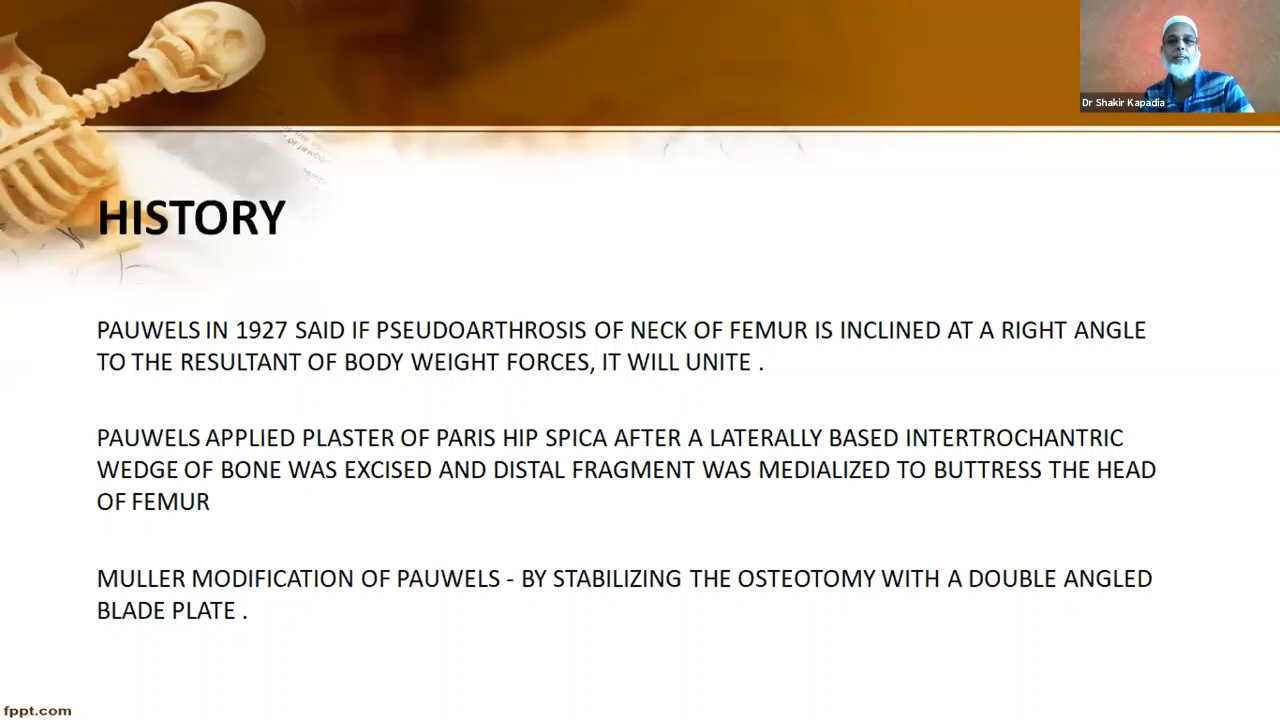 Dr Shakir Kapadia
HISTORY
PAUWELS IN 1927 SAID IF PSEUDOARTHROSIS OF NECK OF FEMUR IS INCLINED AT A RIGHT ANGLE
TO THE RESULTANT OF BODY WEIGHT FORCES, IT WILL UNITE .
PAUWELS APPLIED PLASTER OF PARIS HIP SPICA AFTER A LATERALLY BASED INTERTROCHANTRIC
WEDGE OF BONE WAS EXCISED AND DISTAL FRAGMENT WAS MEDIALIZED TO BUTTRESS THE HEAD
OF FEMUR
MULLER MODIFICATION OF PAUWELS - BY STABILIZING THE OSTEOTOMY WITH A DOUBLE ANGLED
BLADE PLATE .
fppt.com